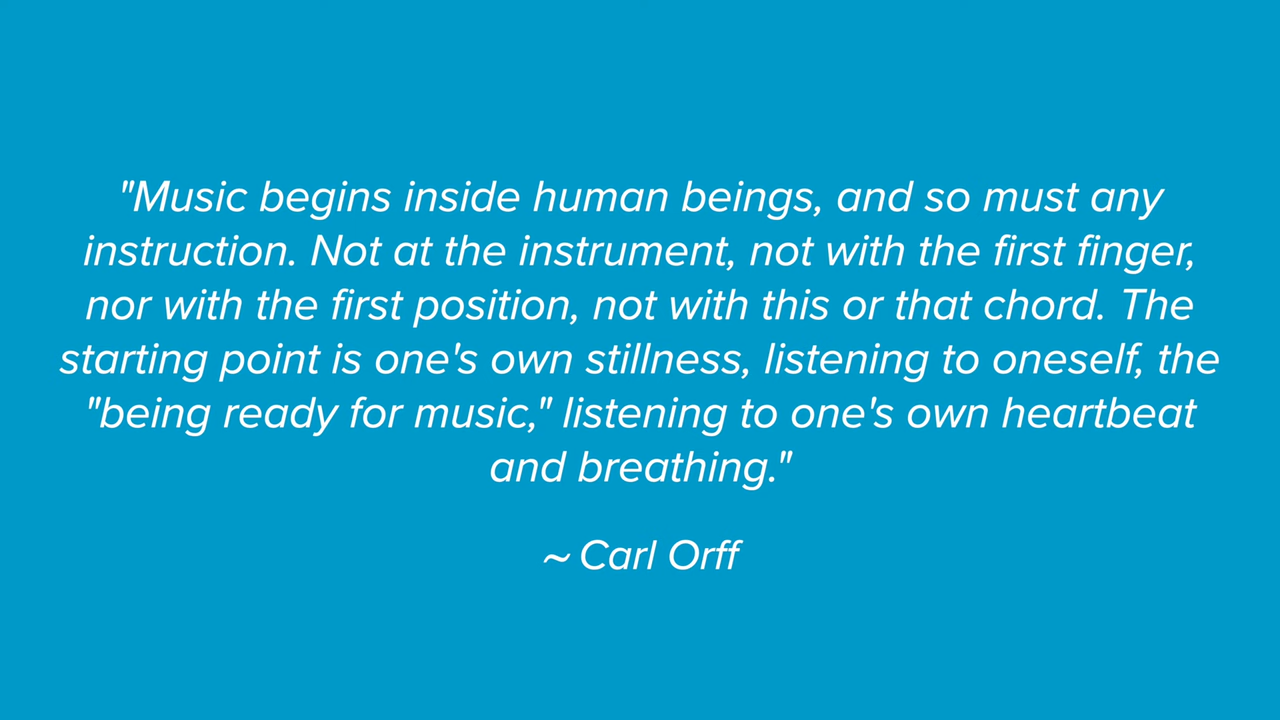 "Music begins inside human beings, and so must any
instruction. Not at the instrument, not with the first finger,
nor with the first position, not with this or that chord. The
starting point is one's own stillness, listening to oneself, the
"being ready for music," listening to one's own heartbeat
and breathing."
~ Carl Orff